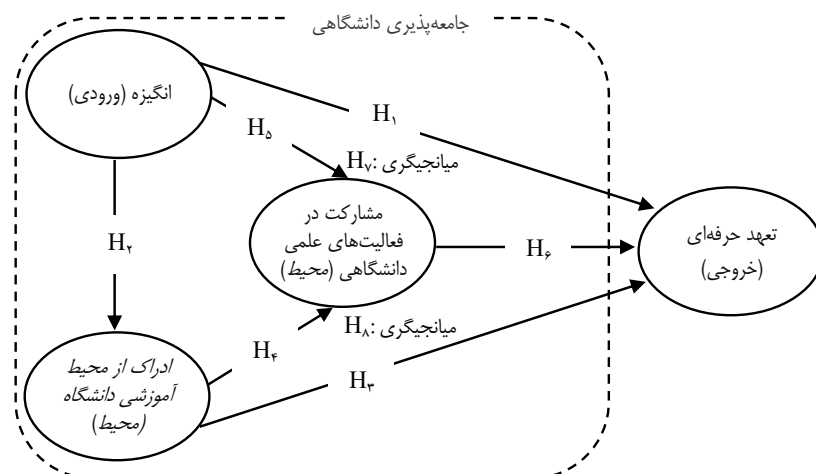 جامعه‌پذیری دانشگاهی
انگیزه (ورودی)
H۱
H۵
H۷: میانجیگری
مشارکت در
فعالیت‌های علمی
دانشگاهی (محیط)
H۲
H۶
تعهد حرفه‌ای
(خروجی)
H۸: میانجیگری
ادراک از محیط
آموزشی دانشگاه
(محیط)
H۴
H۳